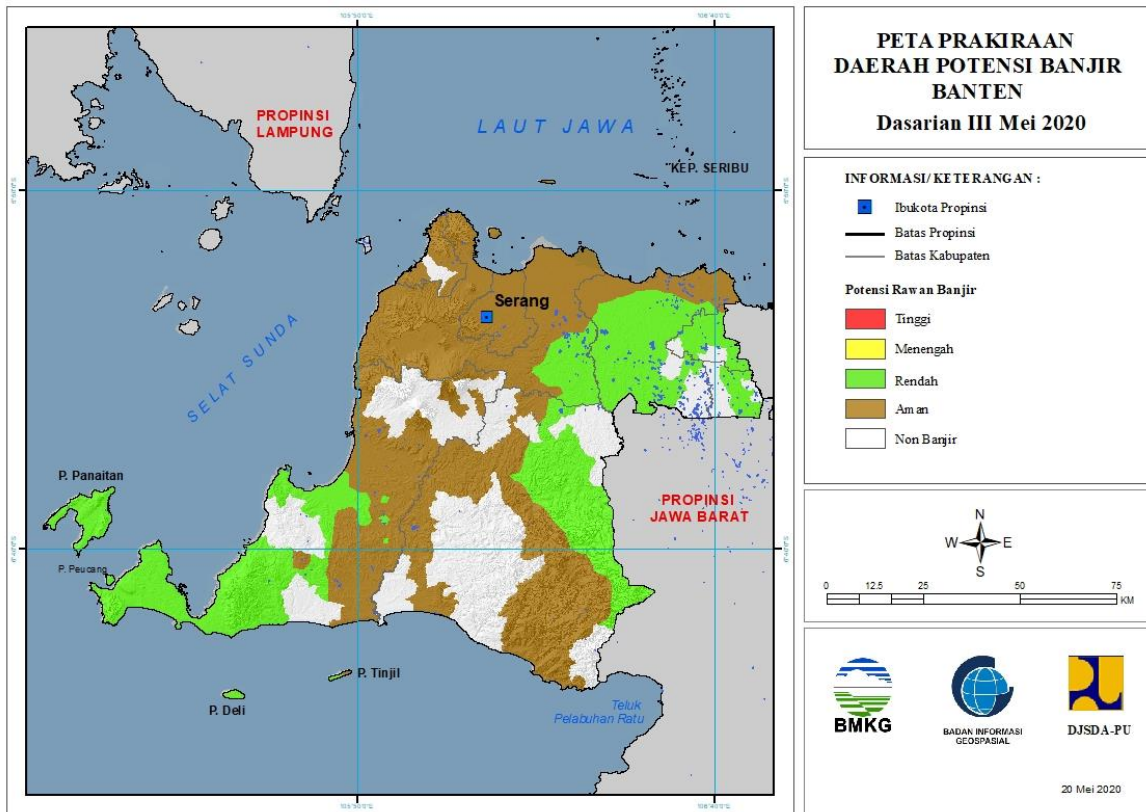 PETA PRAKIRAAN
DAERAH POTENSI BANJIR
BANTEN
Dasarian III Mei 2020
INFORMASI/KETERANGAN :
Ibukota Propinsi
Batas Propinsi
Batas Kabupaten
Potensi Rawan Banjir
Tinggi
Menengah
Rendah
Aman
Non Banjir
N
W E
S
0 12.5 25 50 75
KM
BMKG
BADAN INFORMASI
GEOSPASIAL
DJSDA-PU
20 Mei 2020
PROPINSI
LAMPUNG
LAUT JAWA
KEP. SERIBU
Serang
SELAT SUNDA
P. Panaitan
P. Peucang
PROPINSI
JAWA BARAT
P. Tinjil
P. Deli
Teluk
Pelabuhan Ratu